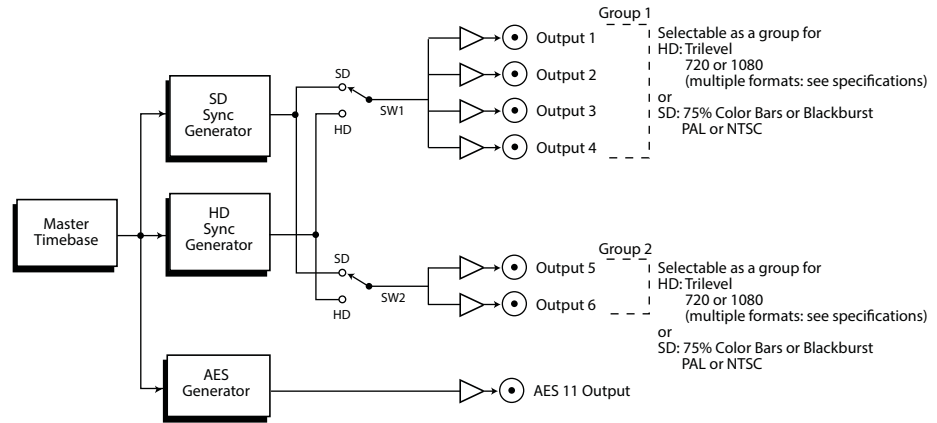 Group 1
Output 1
Output 2
Output 3
Output 4
Selectable as a group for
HD: Trilevel
720 or 1080
(multiple formats: see specifications)
or
SD: 75% Color Bars or Blackburst
PAL or NTSC
SD
Sync
Generator
SD
HD
SW1
Master
Timebase
HD
Sync
Generator
SD
HD
SW2
Group 2
Output 5
Output 6
Selectable as a group for
HD: Trilevel
720 or 1080
(multiple formats: see specifications)
or
SD: 75% Color Bars or Blackburst
PAL or NTSC
AES
Generator
AES 11 Output